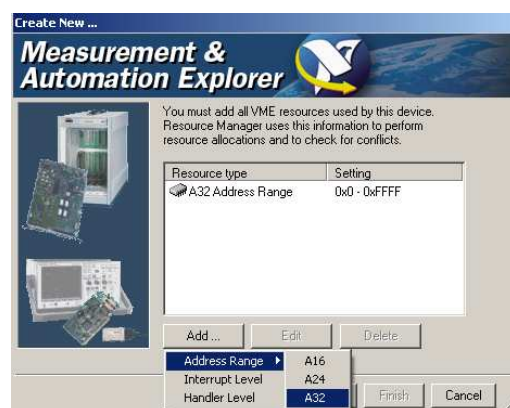 Create New ...
Measurement &
Automation Explorer
You must add all VME resources used by this device.
Resource Manager uses this information to perform
resource allocations and to check for conflicts.
Resource type Setting
A32 Address Range 0x0 - 0xFFFF
Add ... Edit Delete
Address Range A16
Interrupt Level A24
Handler Level A32 Finish Cancel